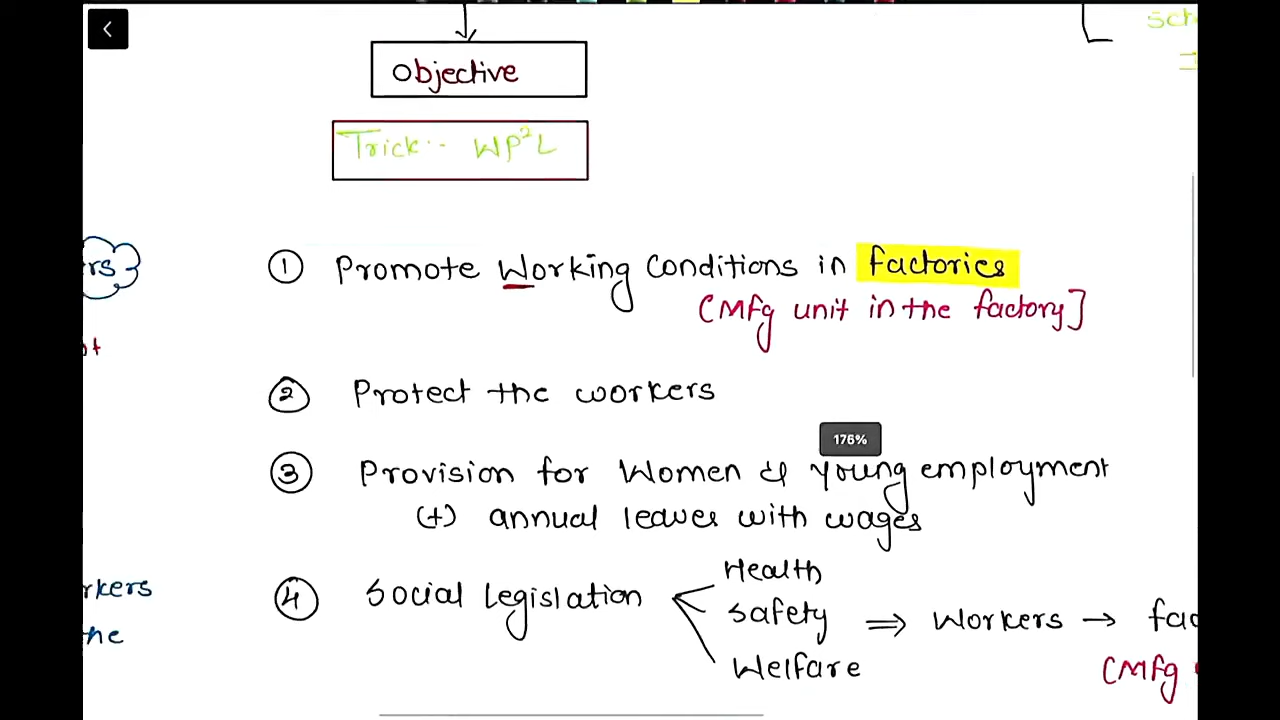 Objective
Trick:- WP²L
rs
① Promote Working Conditions in factories
(Mfg unit in the factory]
② Protect the workers
176%
③ Provision for Women & young employment
(+) annual leaves with wages
④ Social Legislation
Health
Safety ⇒ Workers →
Welfare
(Mfg
rkers
the